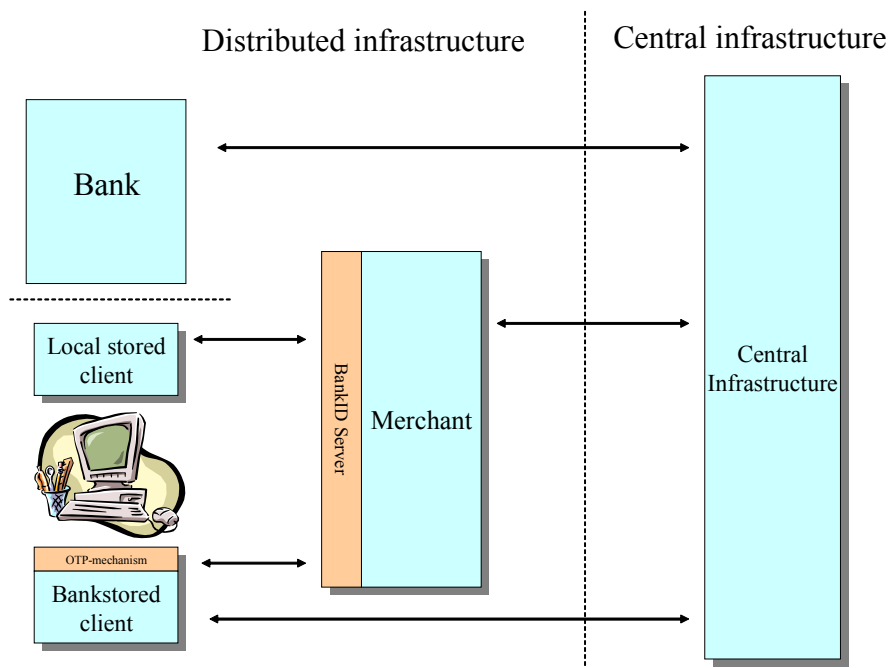 Distributed infrastructure
Central infrastructure
Bank
Local stored
client
BankID Server
Merchant
Central
Infrastructure
OTP-mechanism
Bankstored
client